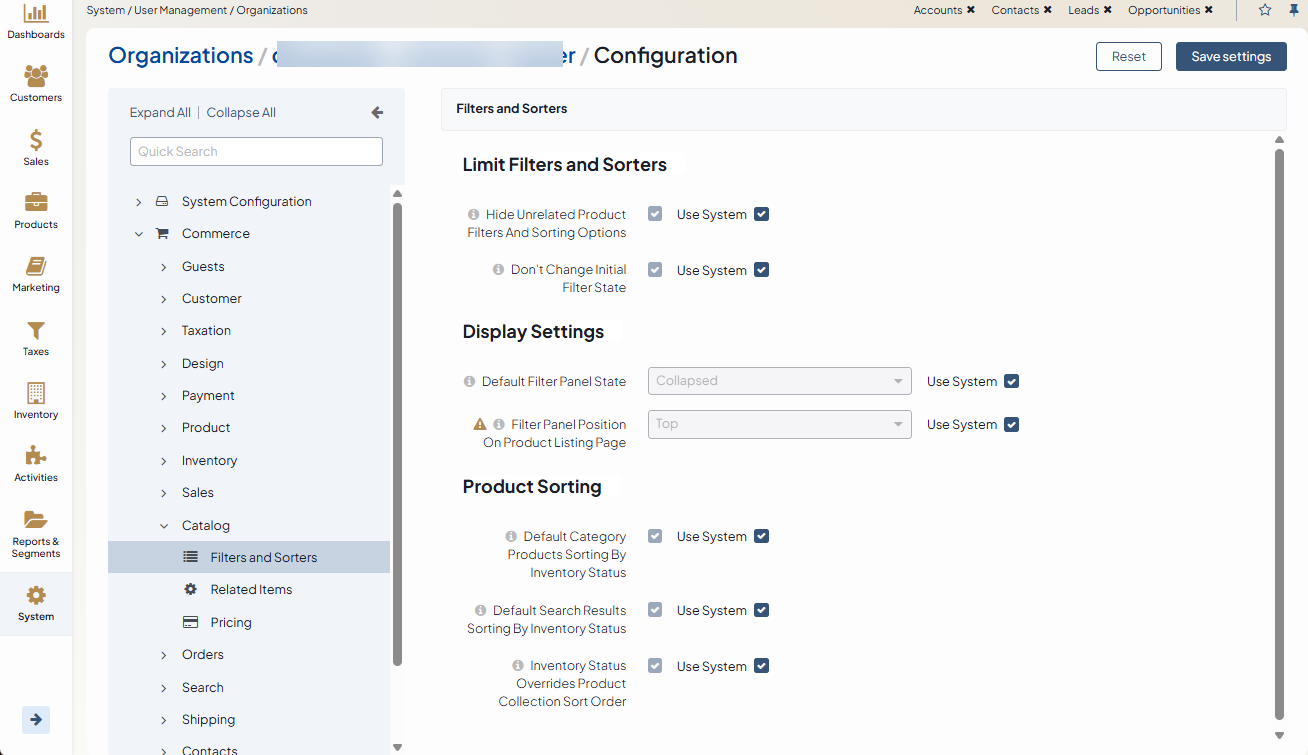 System / User Management / Organizations
Accounts ✖ Contacts ✖ Leads ✖ Opportunities ✖
Dashboards
Customers
Sales
Products
Marketing
Taxes
Inventory
Activities
Reports &
Segments
System
Organizations / er / Configuration
Reset
Save settings
Expand All | Collapse All
Quick Search
System Configuration
Commerce
Guests
Customer
Taxation
Design
Payment
Product
Inventory
Sales
Catalog
Filters and Sorters
Related Items
Pricing
Orders
Search
Shipping
Contacts
Filters and Sorters
Limit Filters and Sorters
Hide Unrelated Product
Filters And Sorting Options
Use System
Don't Change Initial
Filter State
Use System
Display Settings
Default Filter Panel State
Collapsed
Use System
Filter Panel Position
On Product Listing Page
Top
Use System
Product Sorting
Default Category
Products Sorting By
Inventory Status
Use System
Default Search Results
Sorting By Inventory Status
Use System
Inventory Status
Overrides Product
Collection Sort Order
Use System